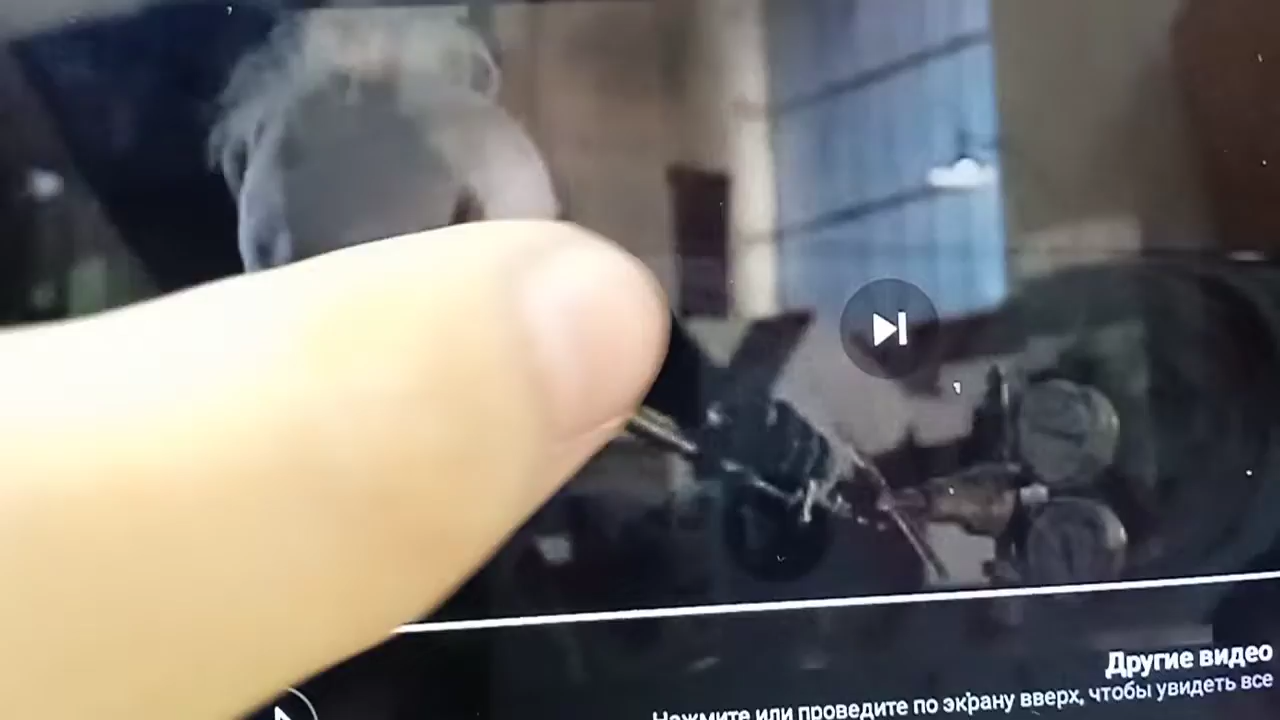 Другие видео
Нажмите или проведите по экрану вверх, чтобы увидеть все